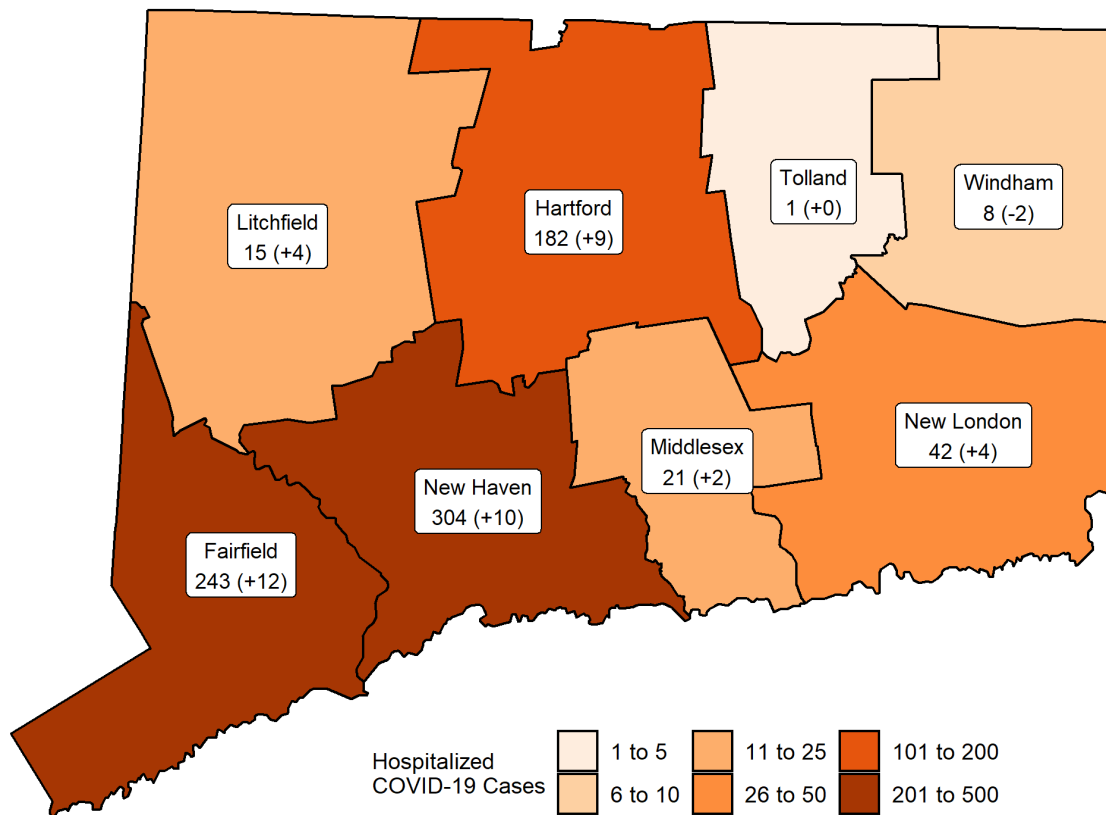 Tolland
1 (+0)
Windham
8 (-2)
Hartford
182 (+9)
Litchfield
15 (+4)
New London
42 (+4)
Middlesex
21 (+2)
New Haven
304 (+10)
Fairfield
243 (+12)
Hospitalized
COVID-19 Cases
1 to 5
11 to 25
101 to 200
6 to 10
26 to 50
201 to 500